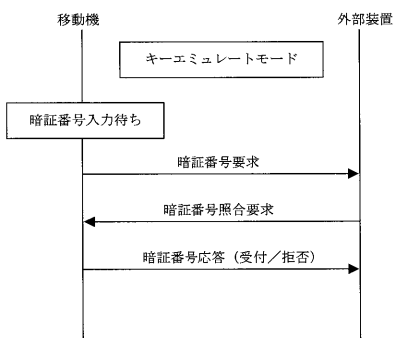 移動機
外部装置
キーエミュレートモード
暗証番号入力待ち
暗証番号要求
暗証番号照合要求
暗証番号応答（受付／拒否）